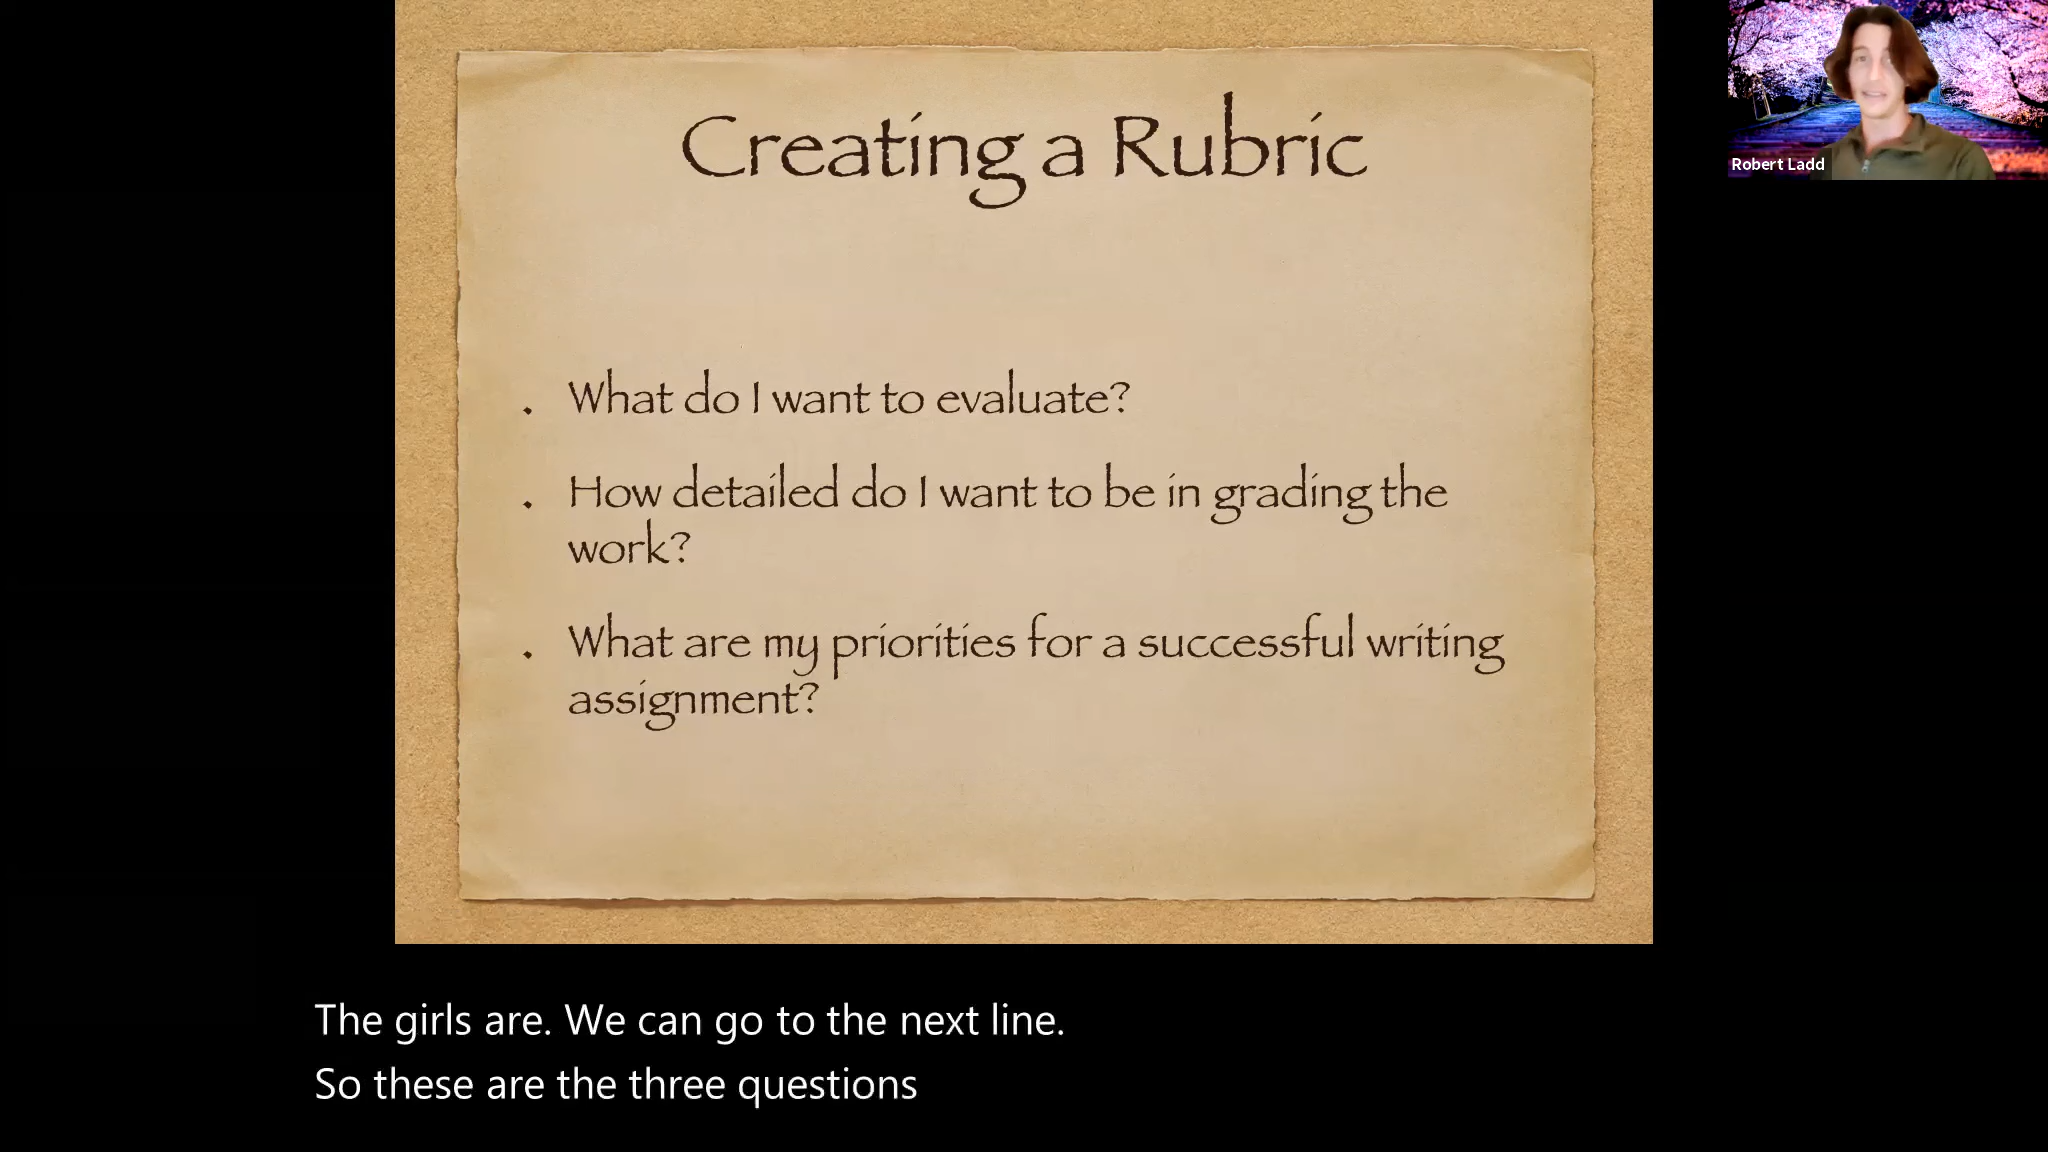 Creating a Rubric
Robert Ladd
. What do I want to evaluate?
. How detailed do I want to be in grading the
work?
. What are my priorities for a successful writing
assignment?
The girls are. We can go to the next line.
So these are the three questions